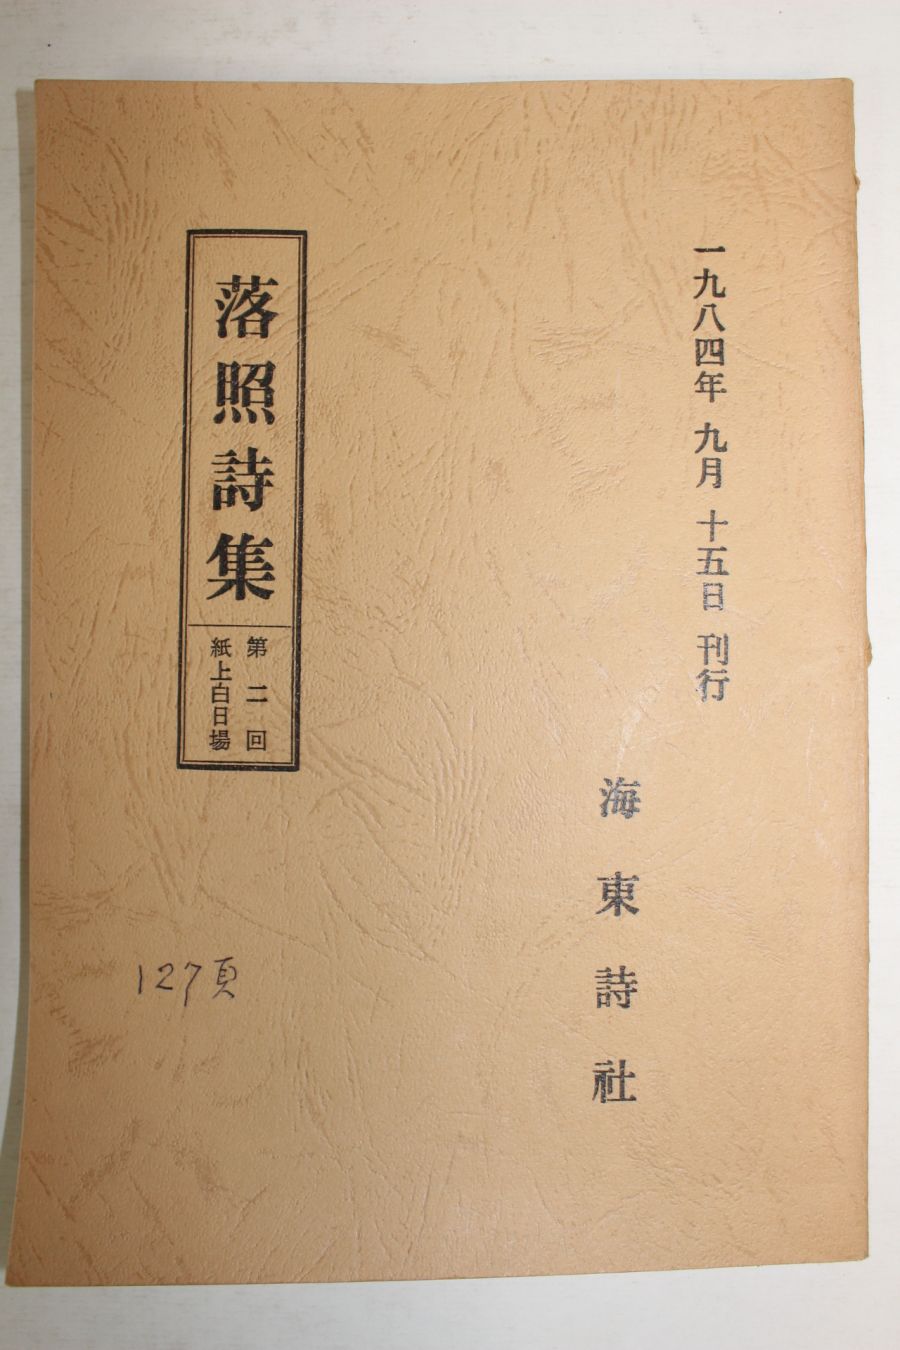 一九八四年 九月 十五日 刊行
海東詩社
落照詩集
第二回
紙上白日場
127頁